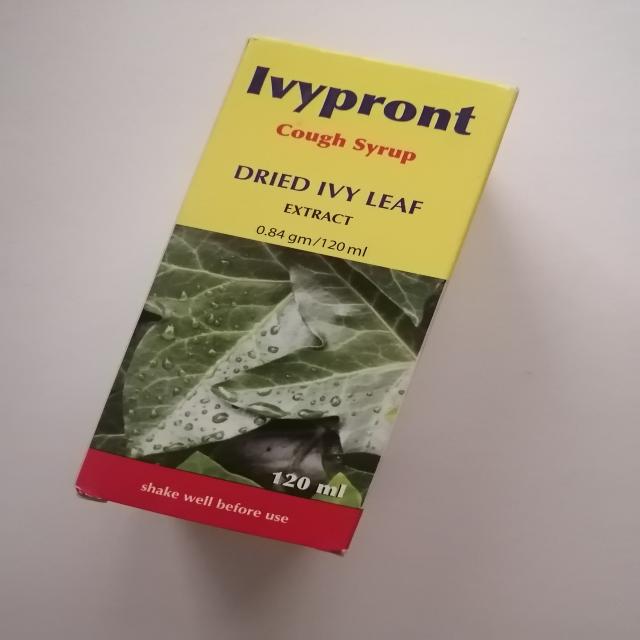 Ivypront
Cough Syrup
DRIED IVY LEAF
EXTRACT
0.84 gm/120 ml
120 ml
shake well before use